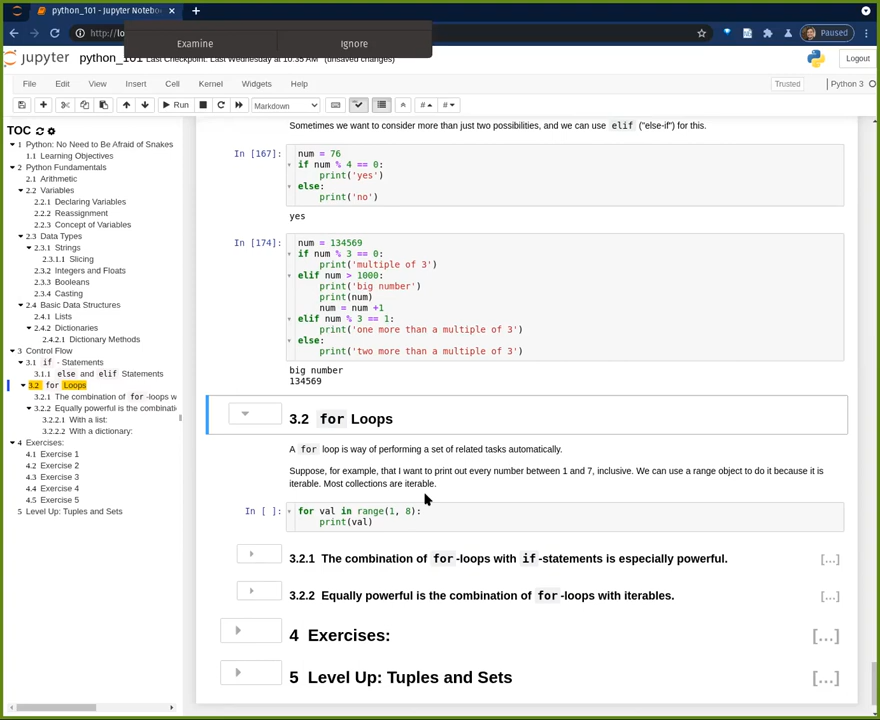 python_101 - Jupyter Notebo
http://lo
Examine
Ignore
Paused
jupyter
python_101
Last Checkpoint: Last Wednesday at 10:35 AM
(unsaved changes)
Logout
File
Edit
View
Insert
Cell
Kernel
Widgets
Help
Trusted
Python 3
Run
Markdown
TOC
1 Python: No Need to Be Afraid of Snakes
1.1 Learning Objectives
2 Python Fundamentals
2.1 Arithmetic
2.2 Variables
2.2.1 Declaring Variables
2.2.2 Reassignment
2.2.3 Concept of Variables
2.3 Data Types
2.3.1 Strings
2.3.1.1 Slicing
2.3.2 Integers and Floats
2.3.3 Booleans
2.3.4 Casting
2.4 Basic Data Structures
2.4.1 Lists
2.4.2 Dictionaries
2.4.2.1 Dictionary Methods
3 Control Flow
3.1 if - Statements
3.1.1 else and elif Statements
3.2 for Loops
3.2.1 The combination of for -loops w
3.2.2 Equally powerful is the combinati
3.2.2.1 With a list:
3.2.2.2 With a dictionary:
4 Exercises:
4.1 Exercise 1
4.2 Exercise 2
4.3 Exercise 3
4.4 Exercise 4
4.5 Exercise 5
5 Level Up: Tuples and Sets
Sometimes we want to consider more than just two possibilities, and we can use elif ("else-if") for this.
In [167]:
num = 76
if num % 4 == 0:
print('yes')
else:
print('no')
yes
In [174]:
num = 134569
if num % 3 == 0:
print('multiple of 3')
elif num > 1000:
print('big number')
print(num)
num = num +1
elif num % 3 == 1:
print('one more than a multiple of 3')
else:
print('two more than a multiple of 3')
big number
134569
3.2 for Loops
A for loop is way of performing a set of related tasks automatically.
Suppose, for example, that I want to print out every number between 1 and 7, inclusive. We can use a range object to do it because it is
iterable. Most collections are iterable.
In [ ]:
for val in range(1, 8):
print(val)
3.2.1 The combination of for -loops with if -statements is especially powerful.
[...]
3.2.2 Equally powerful is the combination of for -loops with iterables.
[...]
4 Exercises:
[...]
5 Level Up: Tuples and Sets
[...]